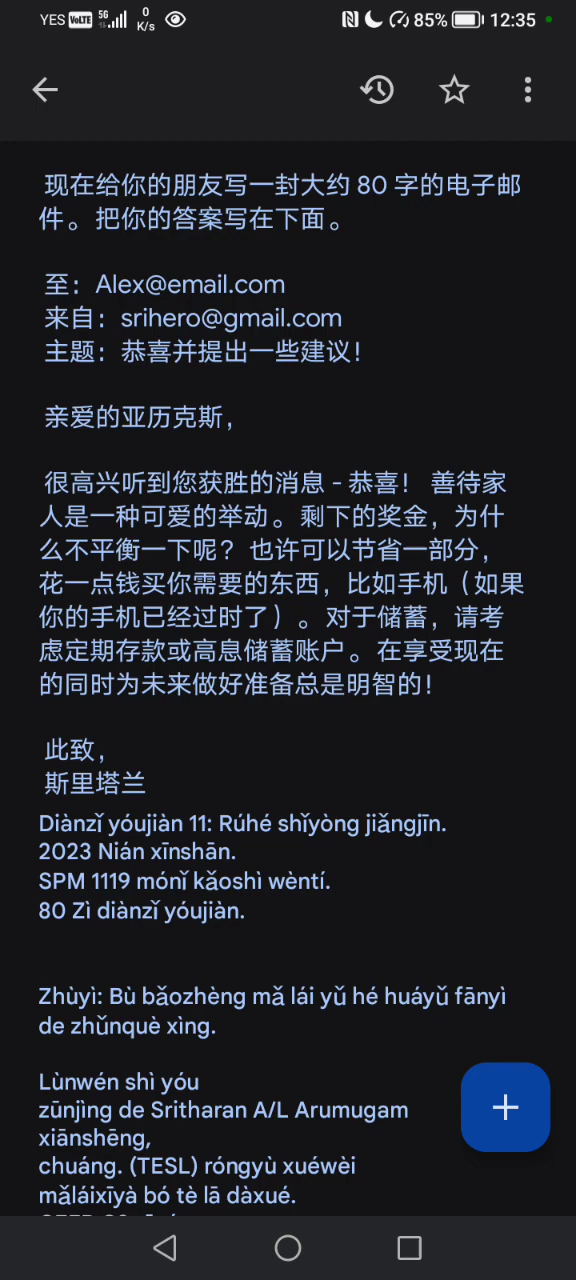 YES VoLTE 5G 0 K/s 85% 12:35
现在给你的朋友写一封大约 80 字的电子邮
件。把你的答案写在下面。
至：Alex@email.com
来自：srihero@gmail.com
主题：恭喜并提出一些建议！
亲爱的亚历克斯，
很高兴听到您获胜的消息 - 恭喜！ 善待家
人是一种可爱的举动。剩下的奖金，为什
么不平衡一下呢？也许可以节省一部分，
花一点钱买你需要的东西，比如手机（如果
你的手机已经过时了）。对于储蓄，请考
虑定期存款或高息储蓄账户。在享受现在
的同时为未来做好准备总是明智的！
此致，
斯里塔兰
Diànzǐ yóujiàn 11: Rúhé shǐyòng jiǎngjīn.
2023 Nián xīnshān.
SPM 1119 mónǐ kǎoshì wèntí.
80 Zì diànzǐ yóujiàn.
Zhùyì: Bù bǎozhèng mǎ lái yǔ hé huáyǔ fānyì
de zhǔnquè xìng.
Lùnwén shì yóu
zūnjìng de Sritharan A/L Arumugam
xiānshēng,
chuáng. (TESL) róngyù xuéwèi
mǎláixīyà bó tè lā dàxué.